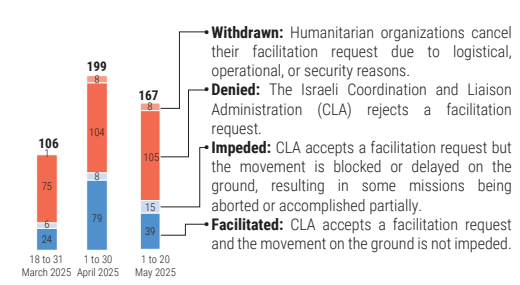 106
1
75
6
24
18 to 31
March 2025
199
8
104
8
79
1 to 30
April 2025
167
8
105
15
39
1 to 20
May 2025
Withdrawn: Humanitarian organizations cancel
their facilitation request due to logistical,
operational, or security reasons.
Denied: The Israeli Coordination and Liaison
Administration (CLA) rejects a facilitation
request.
Impeded: CLA accepts a facilitation request but
the movement is blocked or delayed on the
ground, resulting in some missions being
aborted or accomplished partially.
Facilitated: CLA accepts a facilitation request
and the movement on the ground is not impeded.